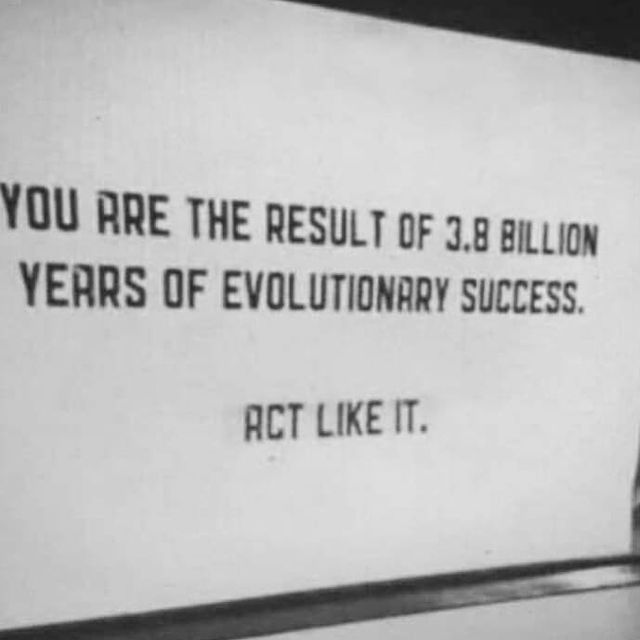 YOU ARE THE RESULT OF 3.8 BILLION
YEARS OF EVOLUTIONARY SUCCESS.
ACT LIKE IT.